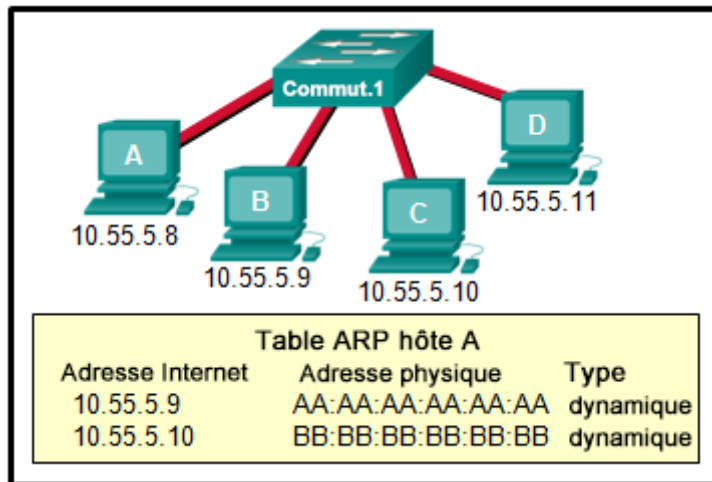 Commut.1
A
B
C
D
10.55.5.8
10.55.5.9
10.55.5.10
10.55.5.11
Table ARP hôte A
Adresse Internet Adresse physique Type
10.55.5.9 AA:AA:AA:AA:AA:AA dynamique
10.55.5.10 BB:BB:BB:BB:BB:BB dynamique